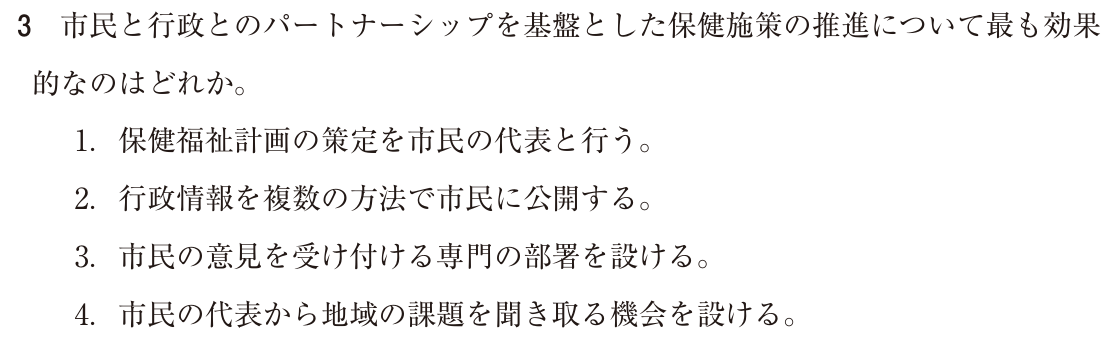 3 市民と行政とのパートナーシップを基盤とした保健施策の推進について最も効果
的なのはどれか。
1. 保健福祉計画の策定を市民の代表と行う。
2. 行政情報を複数の方法で市民に公開する。
3. 市民の意見を受け付ける専門の部署を設ける。
4. 市民の代表から地域の課題を聞き取る機会を設ける。